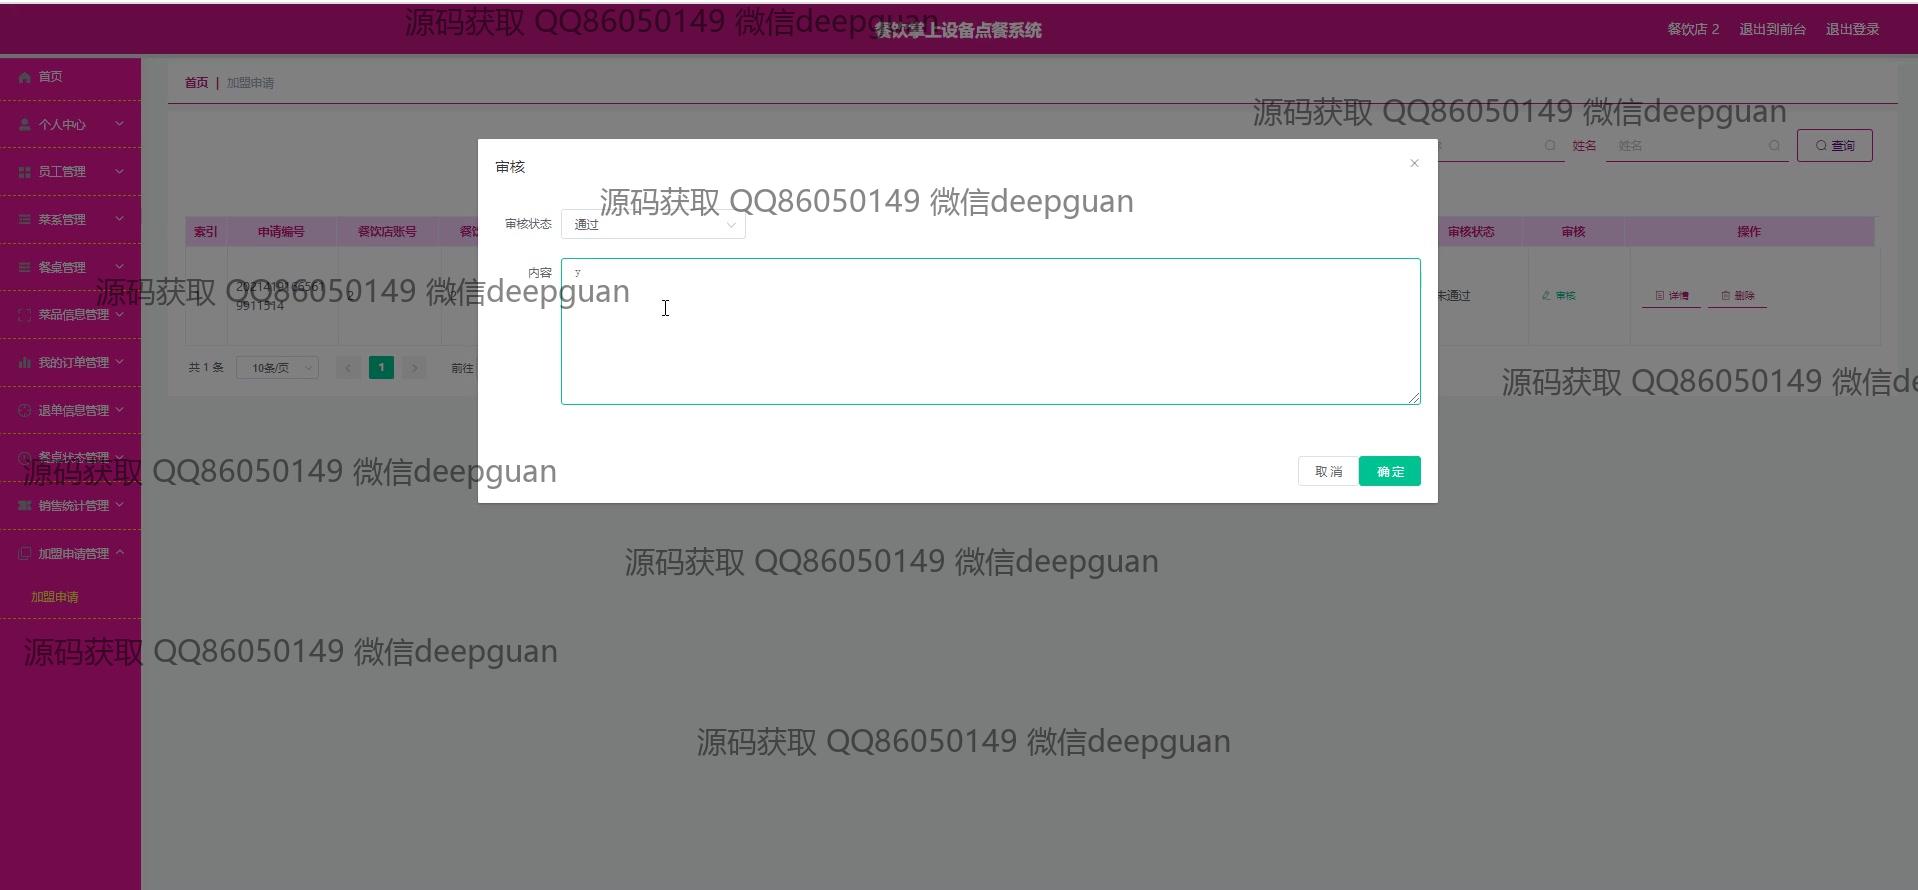 源码获取 QQ86050149 微信deepguan
餐饮掌上设备点餐系统
餐饮店 2
退出到前台
退出登录
首页
个人中心
员工管理
菜系管理
餐桌管理
菜品信息管理
我的订单管理
退单信息管理
餐桌状态管理
销售统计管理
加盟申请管理
加盟申请
首页 | 加盟申请
源码获取 QQ86050149 微信deepguan
姓名
姓名
查询
索引
申请编号
餐饮店账号
审核状态
审核
操作
9911514
2
2
未通过
审核
详情
删除
共 1 条
10条/页
1
前往
审核
源码获取 QQ86050149 微信deepguan
审核状态
通过
内容
y
取 消
确 定
源码获取 QQ86050149 微信deepguan
源码获取 QQ86050149 微信de
源码获取 QQ86050149 微信deepguan
源码获取 QQ86050149 微信deepguan
源码获取 QQ86050149 微信deepguan
源码获取 QQ86050149 微信deepguan